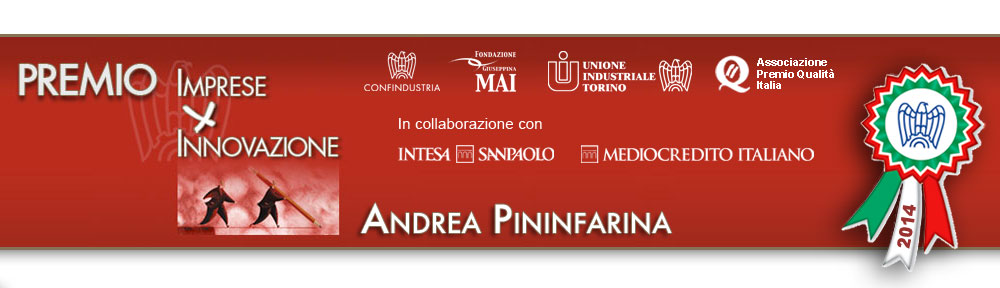 PREMIO
IMPRESE
X
INNOVAZIONE
CONFINDUSTRIA
FONDAZIONE
GIUSEPPINA
MAI
UNIONE
INDUSTRIALE
TORINO
Associazione
Premio Qualità
Italia
In collaborazione con
INTESA SANPAOLO
MEDIOCREDITO ITALIANO
ANDREA PININFARINA
2014